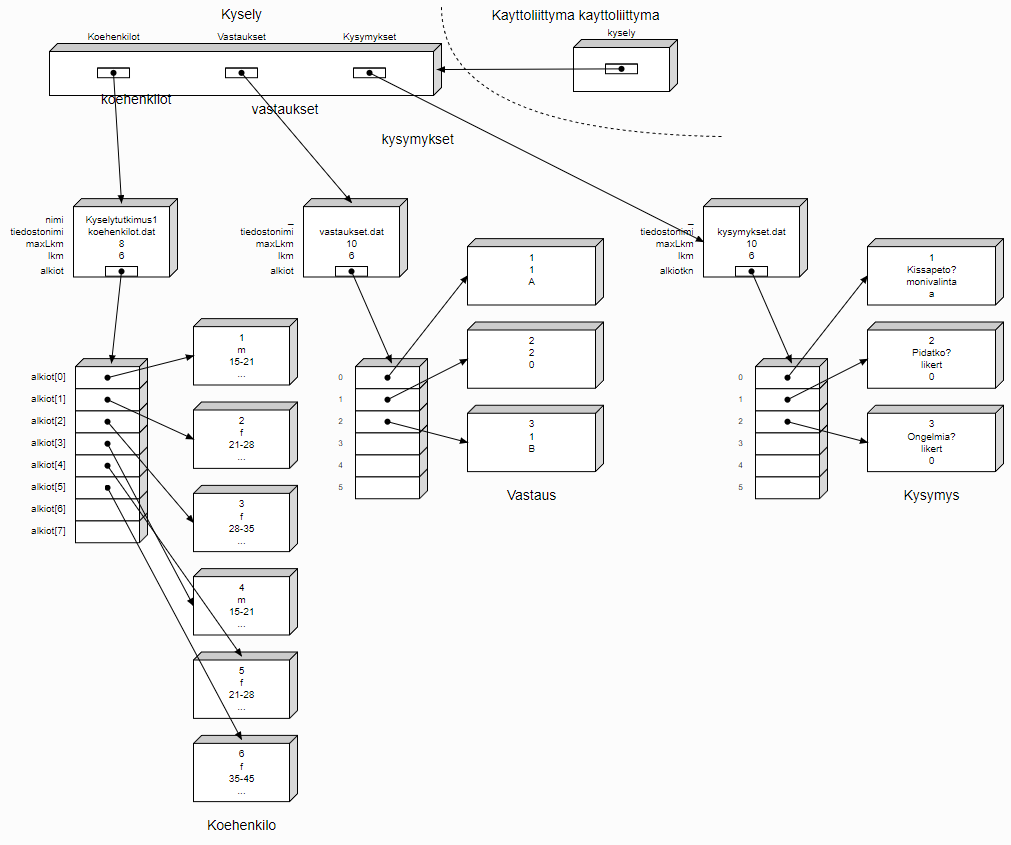 Kysely
Kayttoliittyma kayttoliittyma
Koehenkilot
Vastaukset
Kysymykset
kysely
koehenkilot
vastaukset
kysymykset
nimi
Kyselytutkimus1
tiedostonimi
koehenkilot.dat
maxLkm
8
lkm
6
alkiot
_
tiedostonimi
vastaukset.dat
maxLkm
10
lkm
6
alkiot
_
tiedostonimi
kysymykset.dat
maxLkm
10
lkm
6
alkiotkn
alkiot[0]
alkiot[1]
alkiot[2]
alkiot[3]
alkiot[4]
alkiot[5]
alkiot[6]
alkiot[7]
1
m
15-21
...
2
f
21-28
...
3
f
28-35
...
4
m
15-21
...
5
f
21-28
...
6
f
35-45
...
Koehenkilo
0
1
2
3
4
5
1
1
A
2
2
0
3
1
B
Vastaus
0
1
2
3
4
5
1
Kissapeto?
monivalinta
a
2
Pidatko?
likert
0
3
Ongelmia?
likert
0
Kysymys